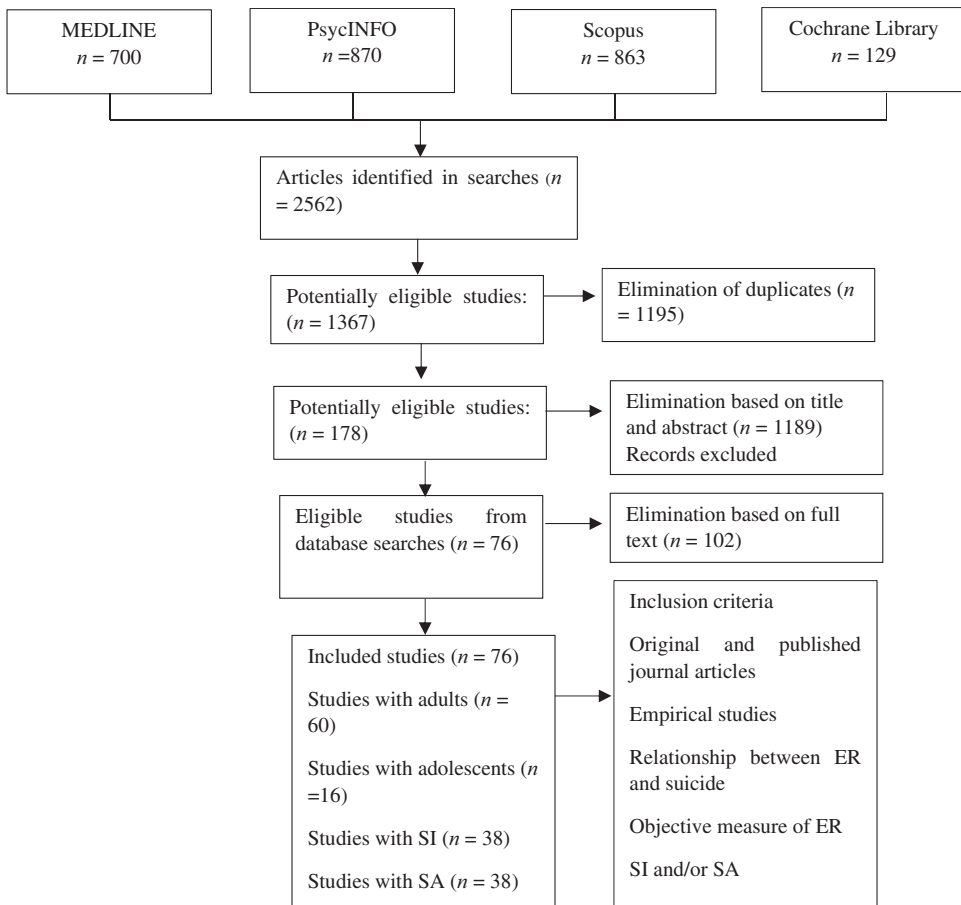 MEDLINE
n = 700
PsycINFO
n =870
Scopus
n = 863
Cochrane Library
n = 129
Articles identified in searches (n
= 2562)
Potentially eligible studies:
(n = 1367)
Elimination of duplicates (n
= 1195)
Potentially eligible studies:
(n = 178)
Elimination based on title
and abstract (n = 1189)
Records excluded
Eligible studies from
database searches (n = 76)
Elimination based on full
text (n = 102)
Included studies (n = 76)
Studies with adults (n =
60)
Studies with adolescents (n
=16)
Studies with SI (n = 38)
Studies with SA (n = 38)
Inclusion criteria
Original and published
journal articles
Empirical studies
Relationship between ER
and suicide
Objective measure of ER
SI and/or SA